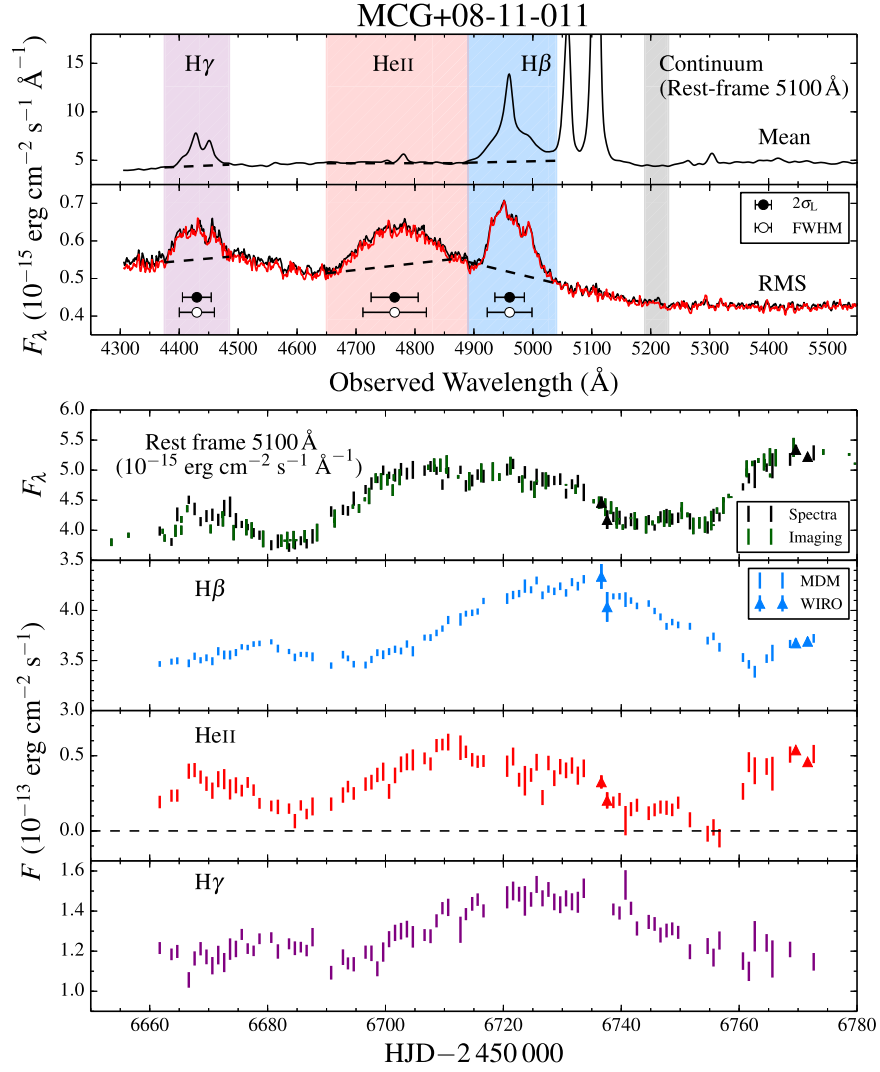 MCG+08-11-011
Hγ
HeII
Hβ
Continuum
(Rest-frame 5100 Å)
Mean
15
10
5
2σL
FWHM
RMS
0.7
0.6
0.5
0.4
Fλ (10−15 erg cm−2 s−1 Å−1)
4300 4400 4500 4600 4700 4800 4900 5000 5100 5200 5300 5400 5500
Observed Wavelength (Å)
6.0
5.5
5.0
4.5
4.0
3.5
Fλ
Rest frame 5100 Å
(10−15 erg cm−2 s−1 Å−1)
Spectra
Imaging
Hβ
4.0
3.5
3.0
MDM
WIRO
HeII
0.5
0.0
Hγ
1.6
1.4
1.2
1.0
F (10−13 erg cm−2 s−1)
6660 6680 6700 6720 6740 6760 6780
HJD−2 450 000